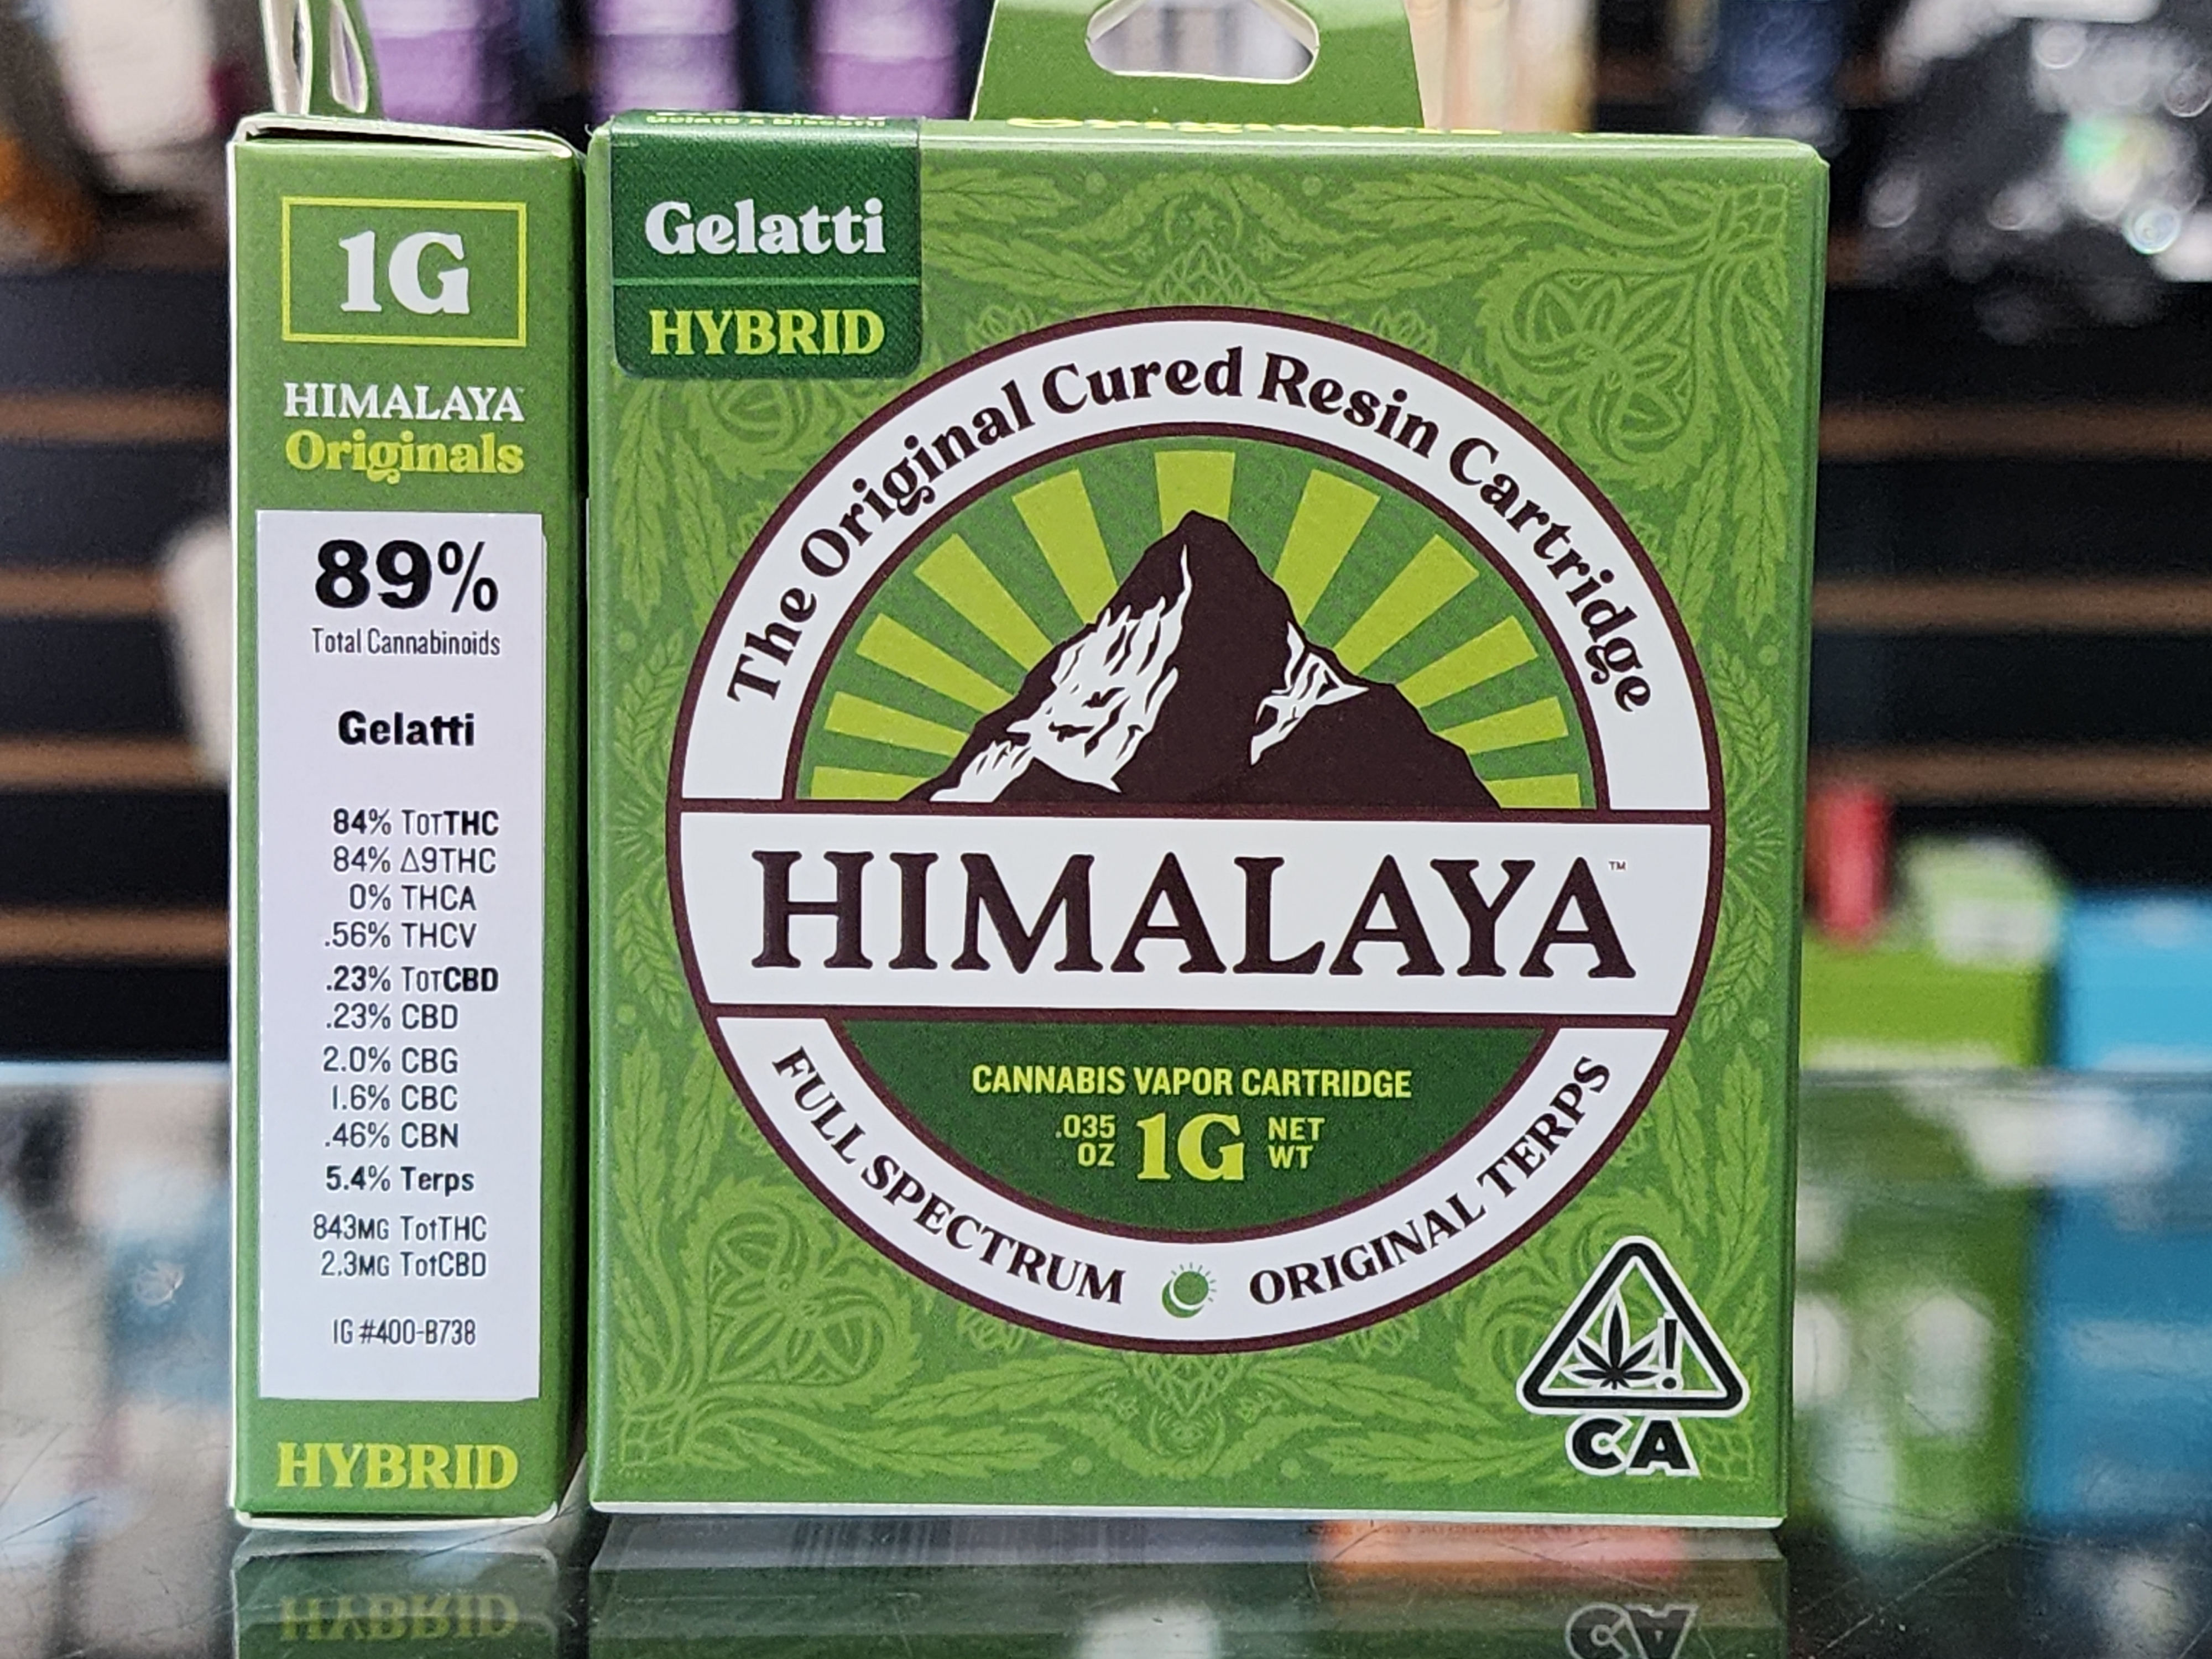 1G
HIMALAYA
Originals
89%
Total Cannabinoids
Gelatti
84% TOTTHC
84% Δ9THC
0% THCA
.56% THCV
.23% TOTCBD
.23% CBD
2.0% CBG
1.6% CBC
.46% CBN
5.4% Terps
843MG TotTHC
2.3MG TotCBD
1G #400-B738
HYBRID
Gelatti
HYBRID
The Original Cured Resin Cartridge
HIMALAYA™
CANNABIS VAPOR CARTRIDGE
.035 OZ 1G NET WT
FULL SPECTRUM ORIGINAL TERPS
!
CA